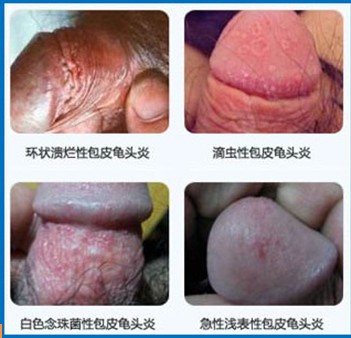 环状溃烂性包皮龟头炎
滴虫性包皮龟头炎
白色念珠菌性包皮龟头炎
急性浅表性包皮龟头炎